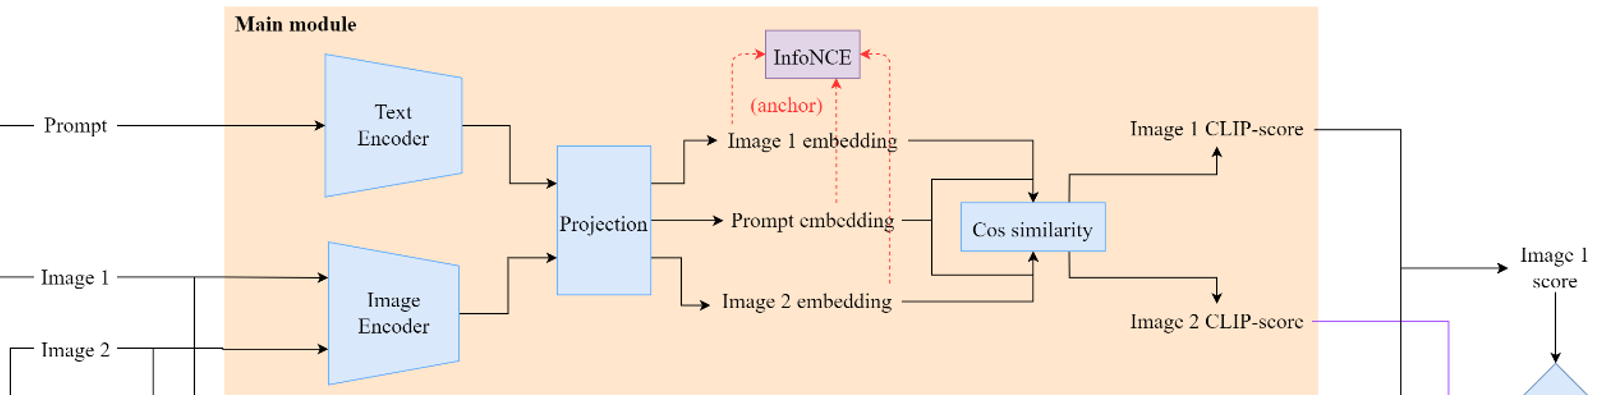 Main module
InfoNCE
(anchor)
Text
Encoder
Prompt
Image 1 embedding
Image 1 CLIP-score
Projection
Prompt embedding
Cos similarity
Image 1
score
Image 1
Image
Encoder
Image 2 embedding
Image 2 CLIP-score
Image 2